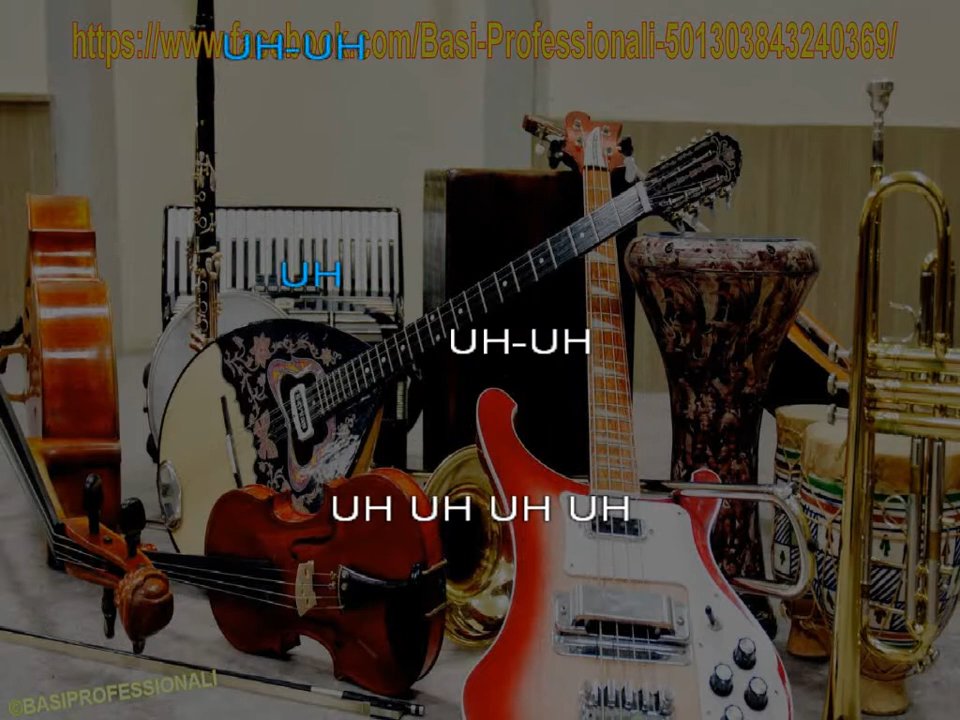 https://www.facebook.com/Basi-Professionali-501303843240369/
UH-UH
UH
UH-UH
UH UH UH UH
©BASIPROFESSIONALI